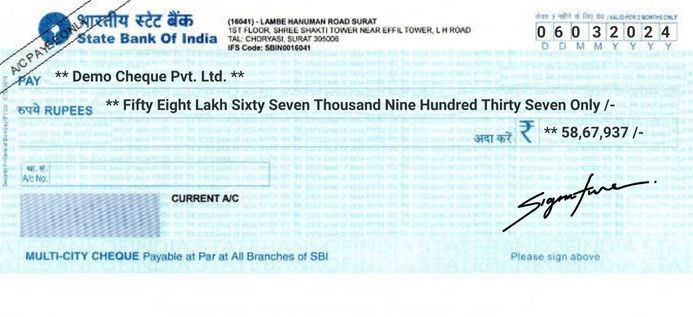 A/C PAYEE ONLY
भारतीय स्टेट बैंक
State Bank Of India
(16041) - LAMBE HANUMAN ROAD SURAT
1ST FLOOR, SHREE SHAKTI TOWER NEAR EFFIL TOWER, L H ROAD
TAL: CHORYASI, SURAT 395006
IFS Code: SBIN0016041
VALID FOR 3 MONTHS ONLY
0 6 0 3 2 0 2 4
D D M M Y Y Y Y
PAY ** Demo Cheque Pvt. Ltd. **
रुपये RUPEES ** Fifty Eight Lakh Sixty Seven Thousand Nine Hundred Thirty Seven Only /-
अदा करें ₹ ** 58,67,937 /-
खा. सं.
A/c No.
CURRENT A/C
Signature
MULTI-CITY CHEQUE Payable at Par at All Branches of SBI
Please sign above